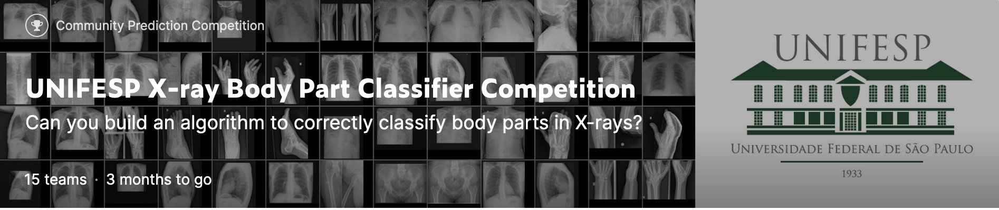 Community Prediction Competition
UNIFESP X-ray Body Part Classifier Competition
Can you build an algorithm to correctly classify body parts in X-rays?
15 teams · 3 months to go
UNIFESP
UNIVERSIDADE FEDERAL DE SÃO PAULO
1933